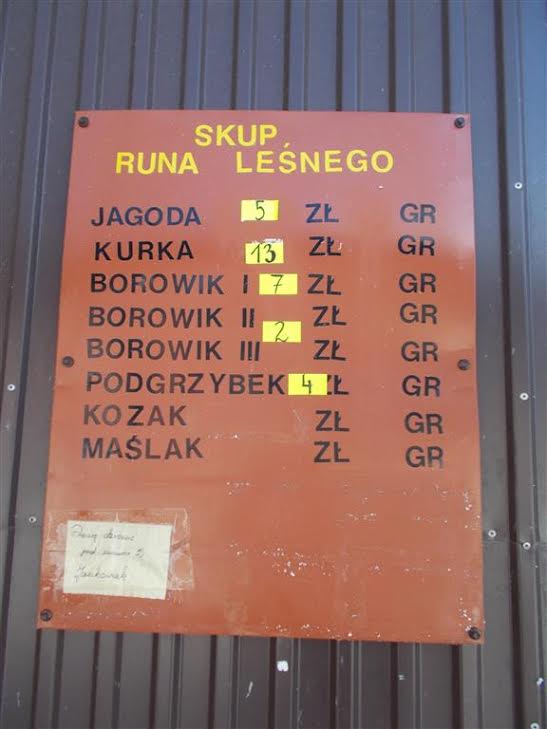 SKUP
RUNA LEŚNEGO
JAGODA 5 ZŁ GR
KURKA 13 ZŁ GR
BOROWIK I 7 ZŁ GR
BOROWIK II 2 ZŁ GR
BOROWIK III ZŁ GR
PODGRZYBEK 4 ZŁ GR
KOZAK ZŁ GR
MAŚLAK ZŁ GR